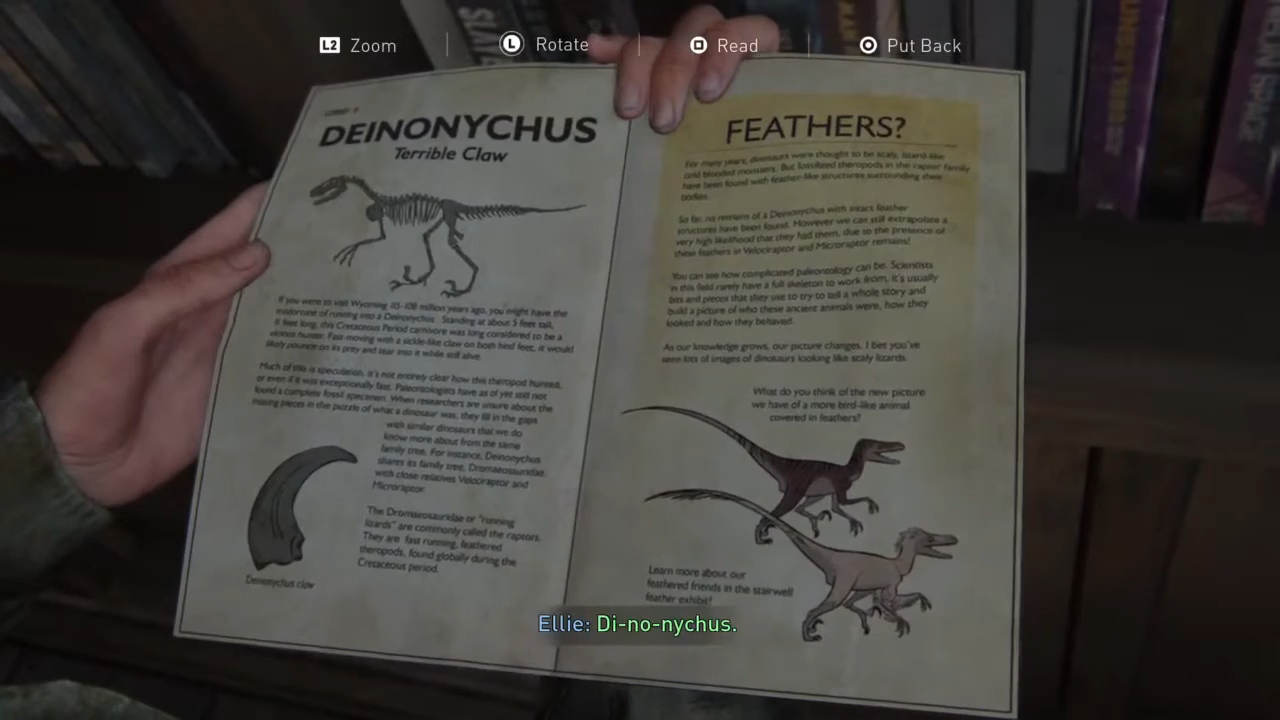 L2 Zoom
L Rotate
Read
Put Back
DEINONYCHUS
Terrible Claw
If you were to visit Wyoming 115-108 million years ago, you might have the
misfortune of running into a Deinonychus. Standing at about 5 feet tall,
11 feet long, this Cretaceous Period carnivore was long considered to be a
vicious hunter. Fast-moving with a sickle-like claw on both hind feet, it would
likely pounce on its prey and tear into it while still alive.
Much of this is speculation, it's not entirely clear how this theropod hunted,
or even if it was exceptionally fast. Paleontologists have as of yet still not
found a complete fossil specimen. When researchers are unsure about the
missing pieces in the puzzle of what a dinosaur was, they fill in the gaps
with similar dinosaurs that we do
know more about from the same
family tree. For instance, Deinonychus
shares its family tree, Dromaeosauridae,
with close relatives Velociraptor and
Microraptor.
The Dromaeosauridae or "running
lizards" are commonly called the raptors.
They are fast running, feathered
theropods, found globally during the
Cretaceous period.
Deinonychus claw
FEATHERS?
For many years, dinosaurs were thought to be scaly, lizard-like
cold blooded monsters. But fossilized theropods in the raptor family
have been found with feather-like structures surrounding their
bodies.
So far, no remains of a Deinonychus with intact feather
structures have been found. However we can still extrapolate a
very high likelihood that they had them, due to the presence of
these feathers in Velociraptor and Microraptor remains!
You can see how complicated paleontology can be. Scientists
in this field rarely have a full skeleton to work from, it's usually
bits and pieces that they use to try to tell a whole story and
build a picture of who these ancient animals were, how they
looked and how they behaved.
As our knowledge grows, our picture changes. I bet you've
seen lots of images of dinosaurs looking like scaly lizards.
What do you think of the new picture
we have of a more bird-like animal
covered in feathers?
Learn more about our
feathered friends in the stairwell
feather exhibit!
Ellie: Di-no-nychus.